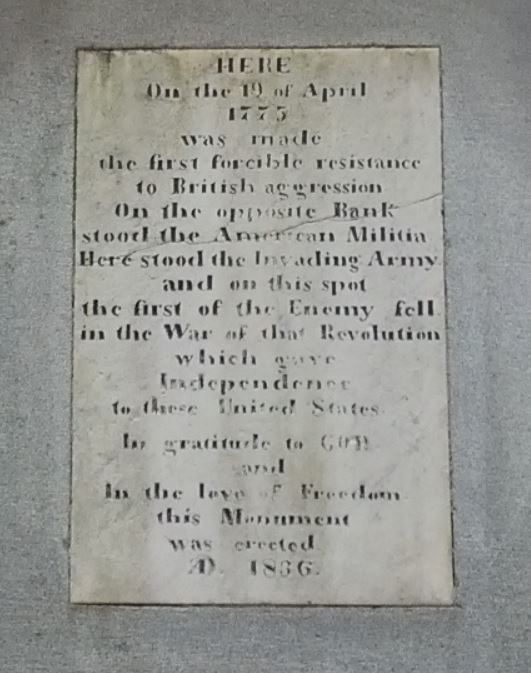 HERE
On the 19 of April
1775
was made
the first forcible resistance
to British aggression
On the opposite Bank
stood the American Militia
Here stood the Invading Army
and on this spot
the first of the Enemy fell
in the War of that Revolution
which gave
Independence
to these United States
In gratitude to GOD
and
In the love of Freedom
this Monument
was erected
AD. 1836.